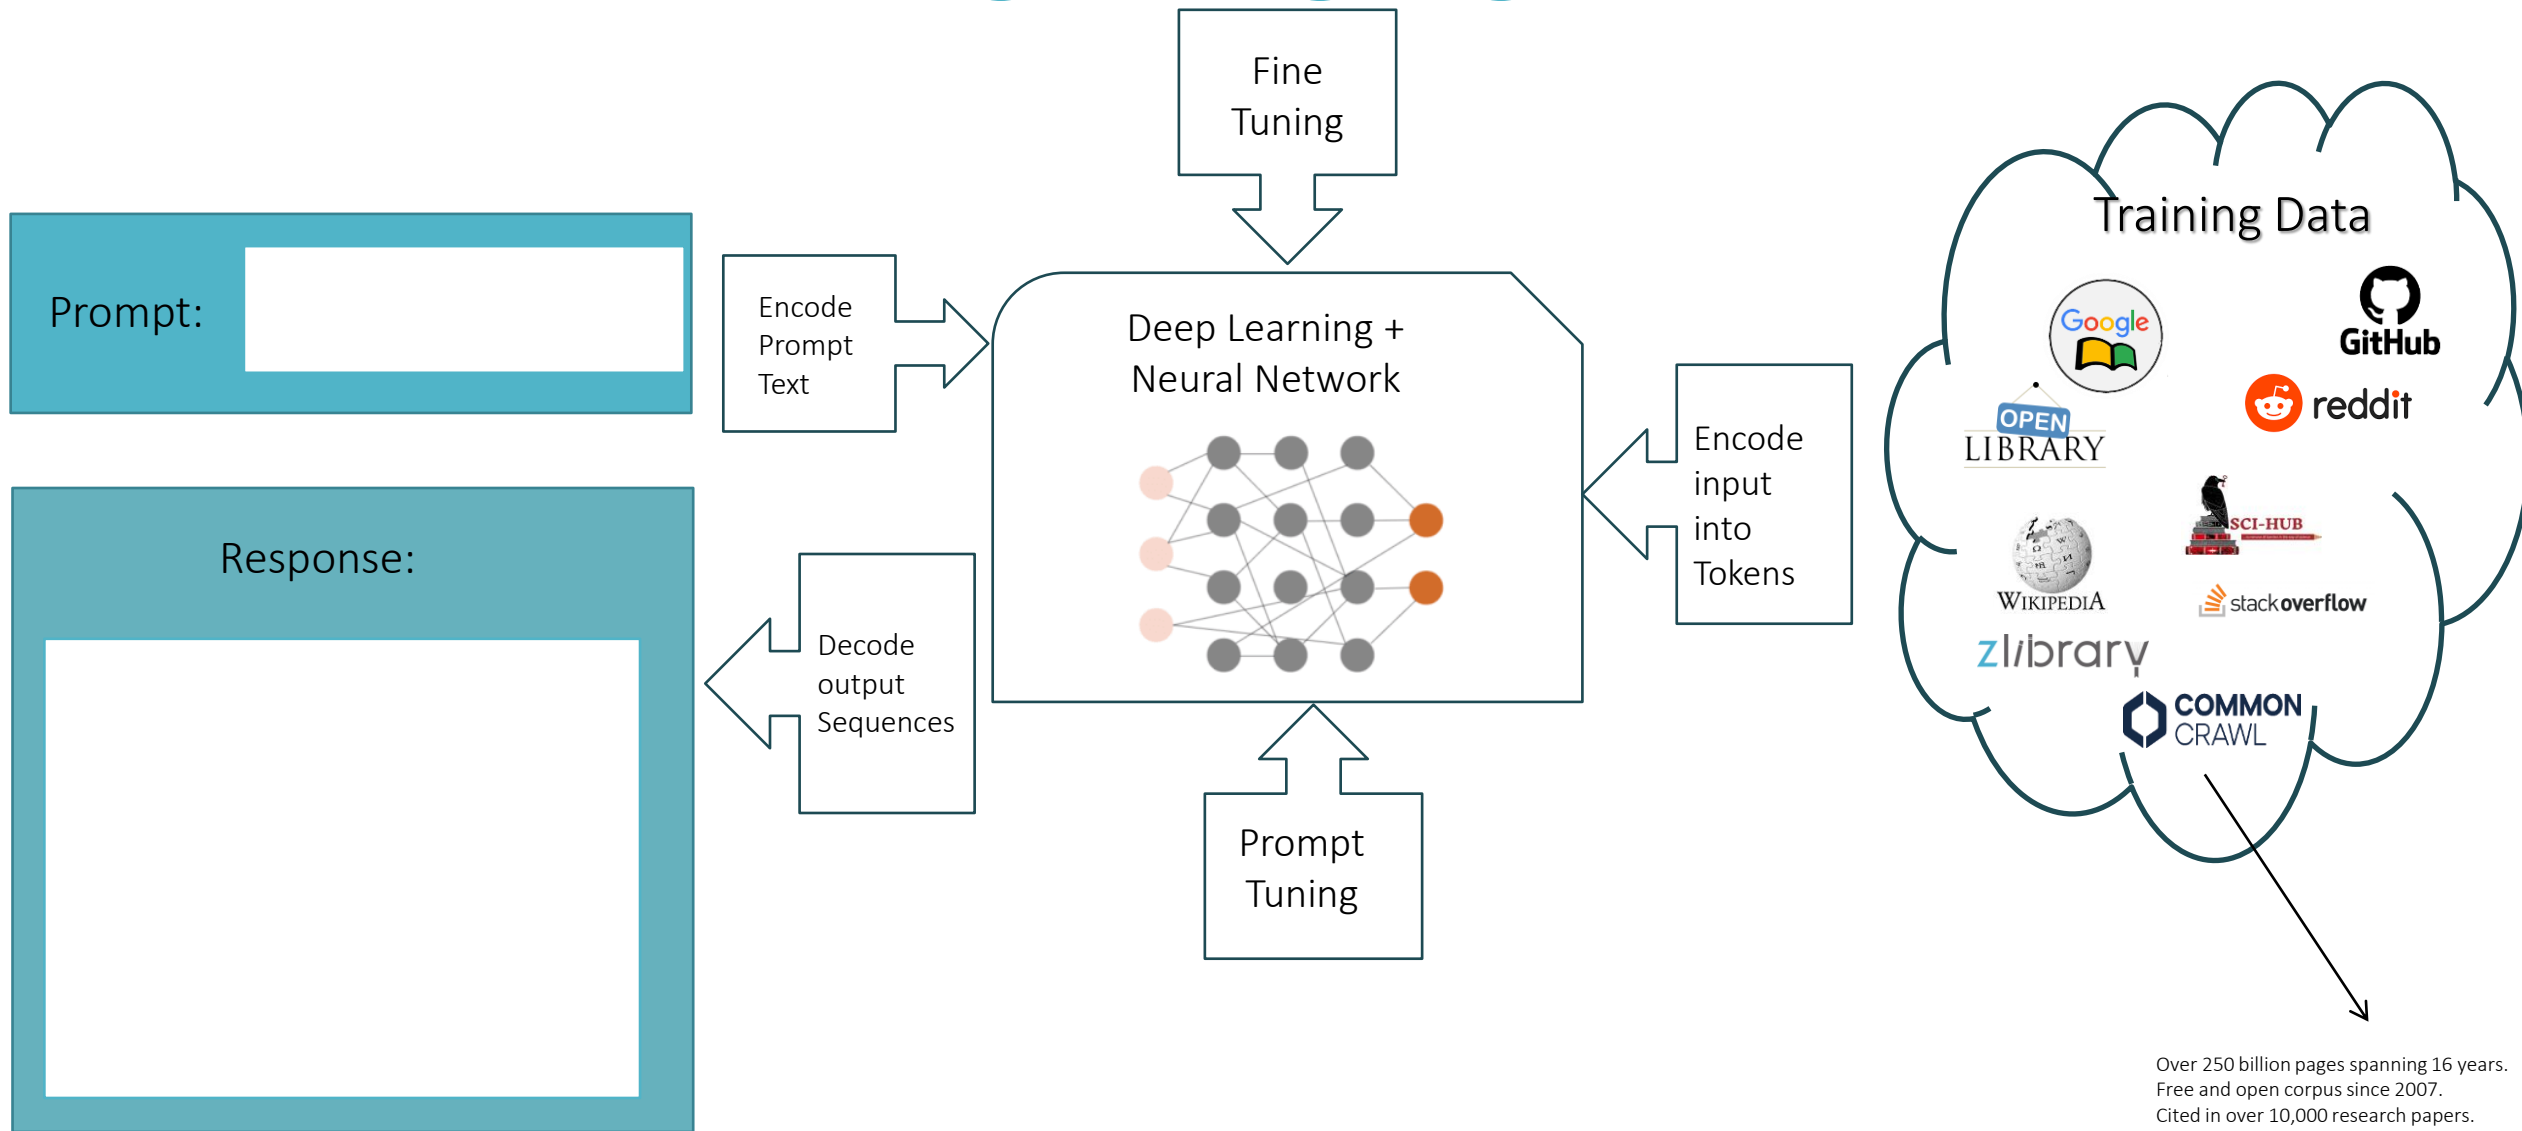 Fine
Tuning
Prompt:
Encode
Prompt
Text
Deep Learning +
Neural Network
Encode
input
into
Tokens
Training Data
Google
GitHub
reddit
OPEN
LIBRARY
SCI-HUB
WIKIPEDIA
stackoverflow
zlibrary
COMMON
CRAWL
Response:
Decode
output
Sequences
Prompt
Tuning
Over 250 billion pages spanning 16 years.
Free and open corpus since 2007.
Cited in over 10,000 research papers.